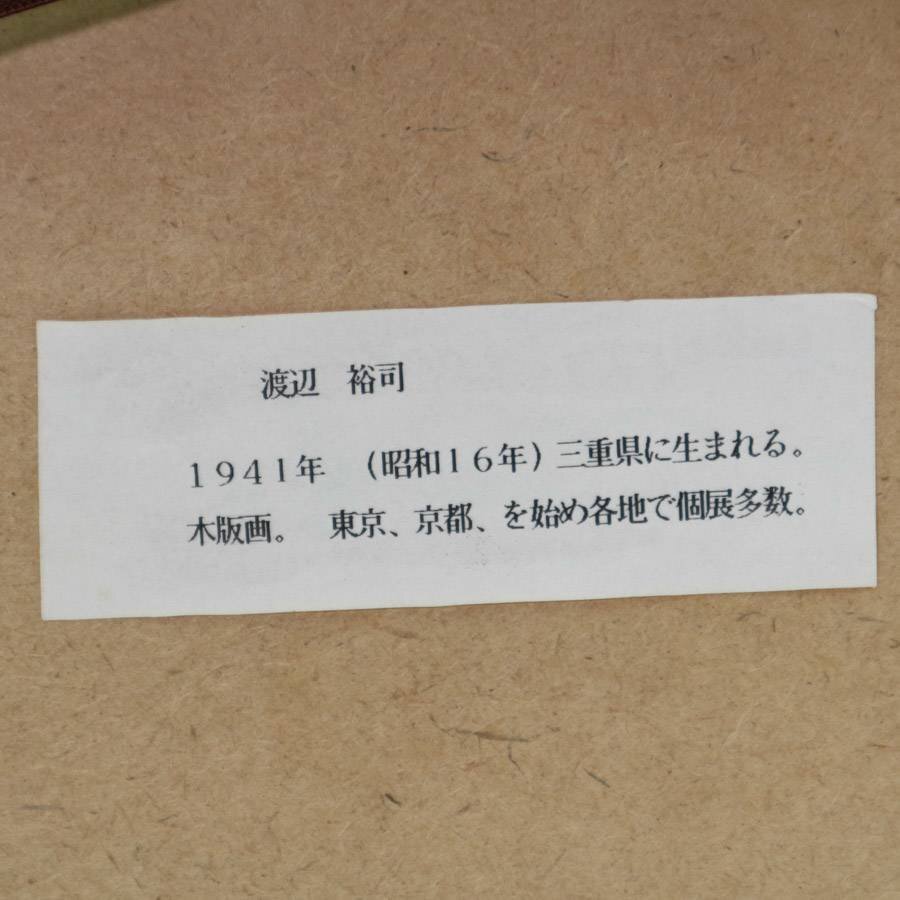 渡辺　裕司
１９４１年　（昭和１６年）三重県に生まれる。
木版画。　東京、京都、を始め各地で個展多数。